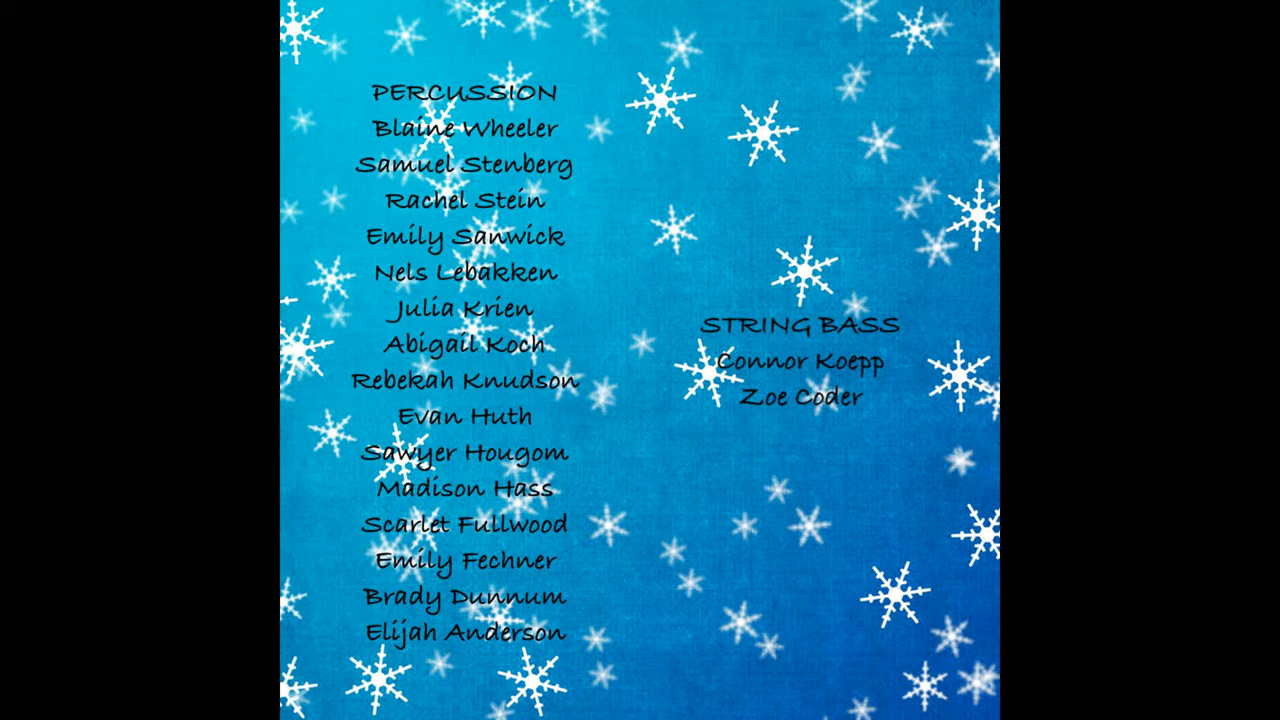 PERCUSSION
Blaine Wheeler
Samuel Stenberg
Rachel Stein
Emily Sanwick
Nels Lebakken
Julia Krien
Abigail Koch
Rebekah Knudson
Evan Huth
Sawyer Hougom
Madison Hass
Scarlet Fullwood
Emily Fechner
Brady Dunnum
Elijah Anderson
STRING BASS
Connor Koepp
Zoe Coder